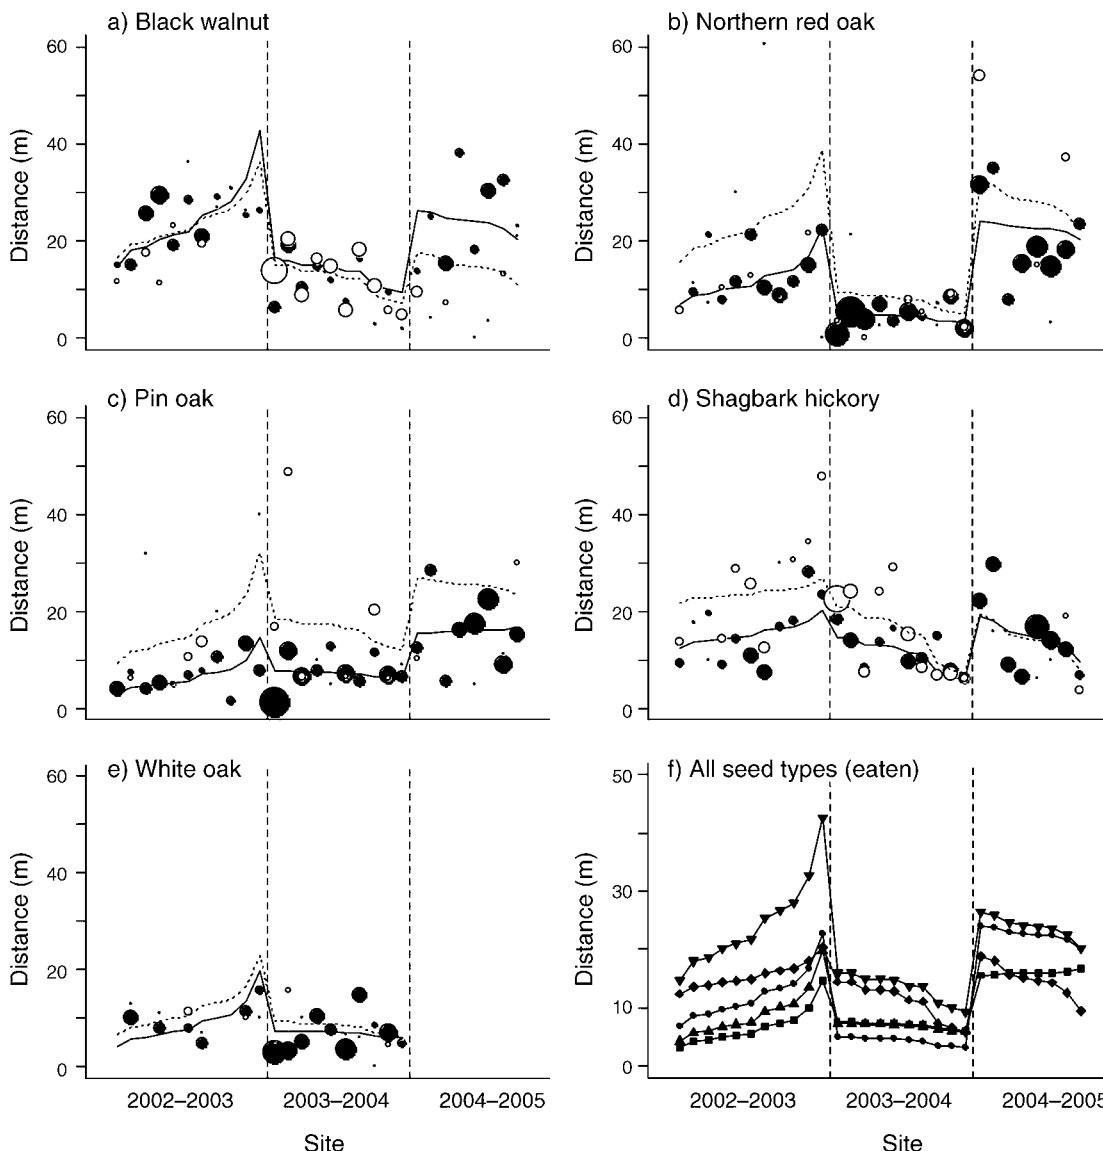 a) Black walnut
b) Northern red oak
60
40
20
0
Distance (m)
60
40
20
0
Distance (m)
c) Pin oak
d) Shagbark hickory
60
40
20
0
Distance (m)
60
40
20
0
Distance (m)
e) White oak
f) All seed types (eaten)
60
40
20
0
Distance (m)
50
30
10
0
Distance (m)
2002–2003 2003–2004 2004–2005
Site
2002–2003 2003–2004 2004–2005
Site